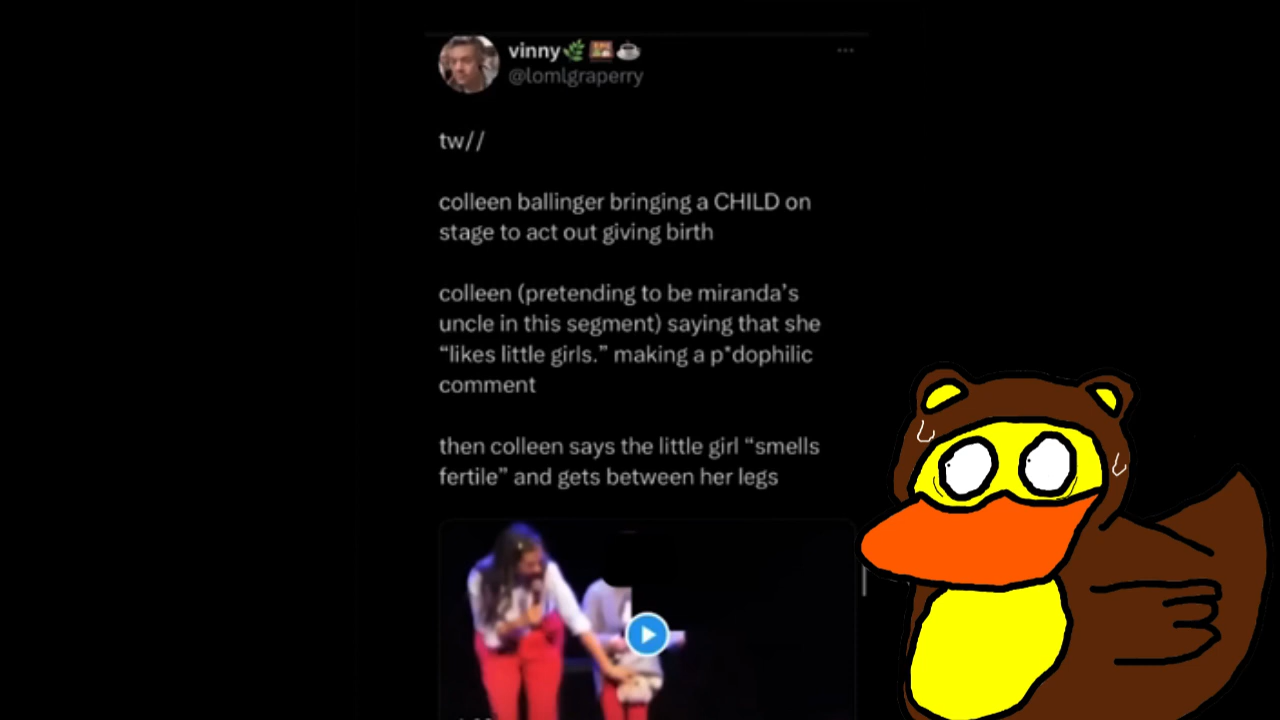 vinny🌿🌇☕
@lomlgraperry
tw//
colleen ballinger bringing a CHILD on
stage to act out giving birth
colleen (pretending to be miranda's
uncle in this segment) saying that she
“likes little girls.” making a p*dophilic
comment
then colleen says the little girl “smells
fertile” and gets between her legs